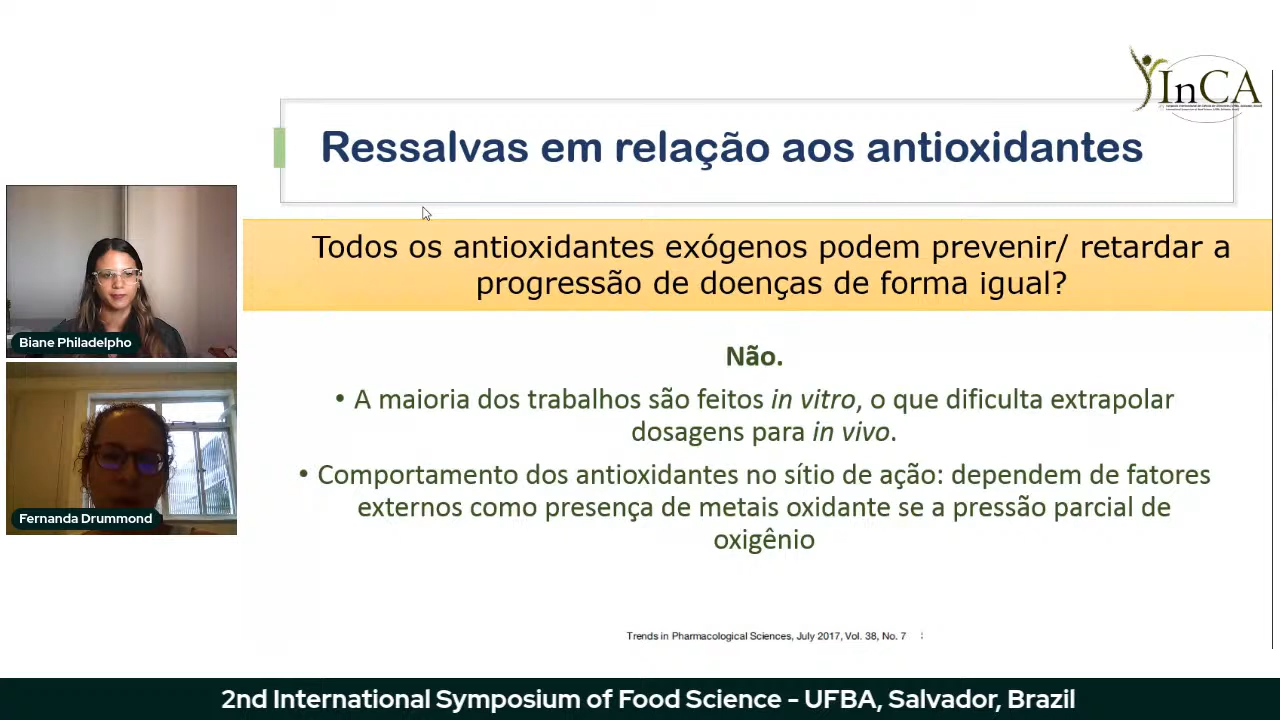 InCA
Ressalvas em relação aos antioxidantes
Todos os antioxidantes exógenos podem prevenir/ retardar a
progressão de doenças de forma igual?
Não.
• A maioria dos trabalhos são feitos in vitro, o que dificulta extrapolar
dosagens para in vivo.
• Comportamento dos antioxidantes no sítio de ação: dependem de fatores
externos como presença de metais oxidante se a pressão parcial de
oxigênio
Trends in Pharmacological Sciences, July 2017, Vol. 38, No. 7
Biane Philadelpho
Fernanda Drummond
2nd International Symposium of Food Science - UFBA, Salvador, Brazil